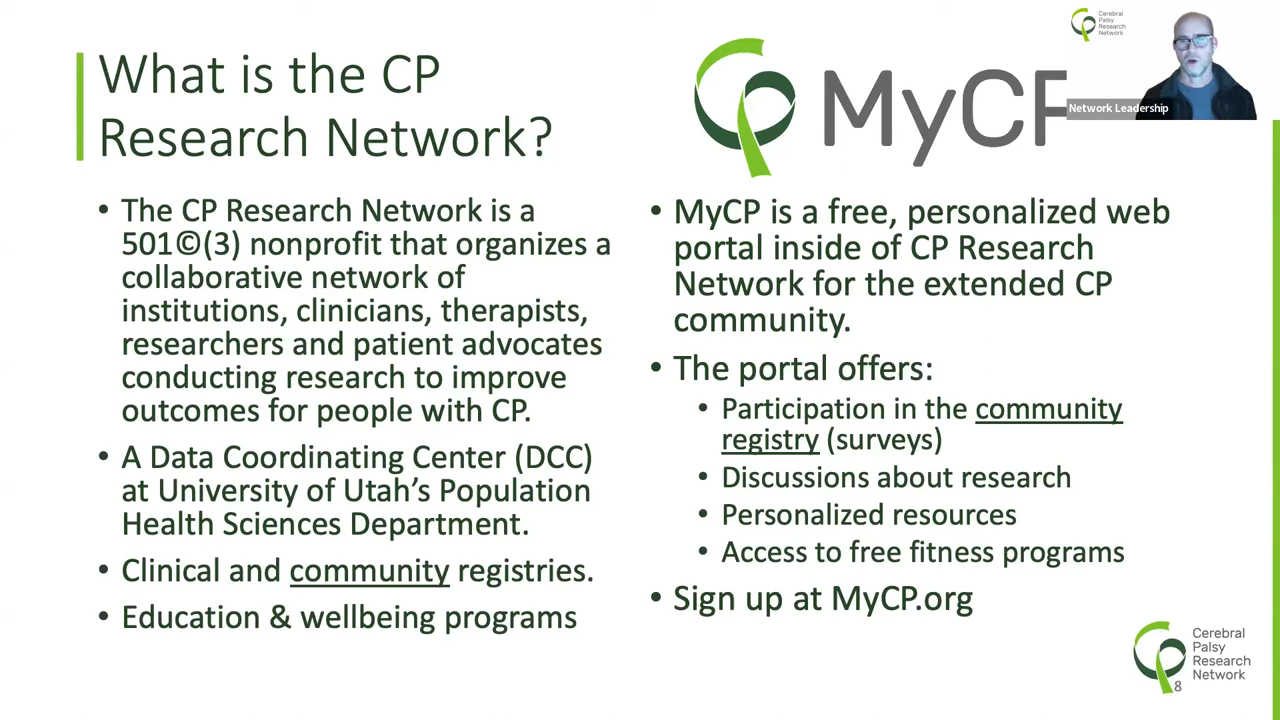 What is the CP
Research Network?
• The CP Research Network is a
501©(3) nonprofit that organizes a
collaborative network of
institutions, clinicians, therapists,
researchers and patient advocates
conducting research to improve
outcomes for people with CP.
• A Data Coordinating Center (DCC)
at University of Utah’s Population
Health Sciences Department.
• Clinical and community registries.
• Education & wellbeing programs
MyCP
• MyCP is a free, personalized web
portal inside of CP Research
Network for the extended CP
community.
• The portal offers:
• Participation in the community
registry (surveys)
• Discussions about research
• Personalized resources
• Access to free fitness programs
• Sign up at MyCP.org
Cerebral
Palsy
Research
Network
Network Leadership
Cerebral
Palsy
Research
Network
8